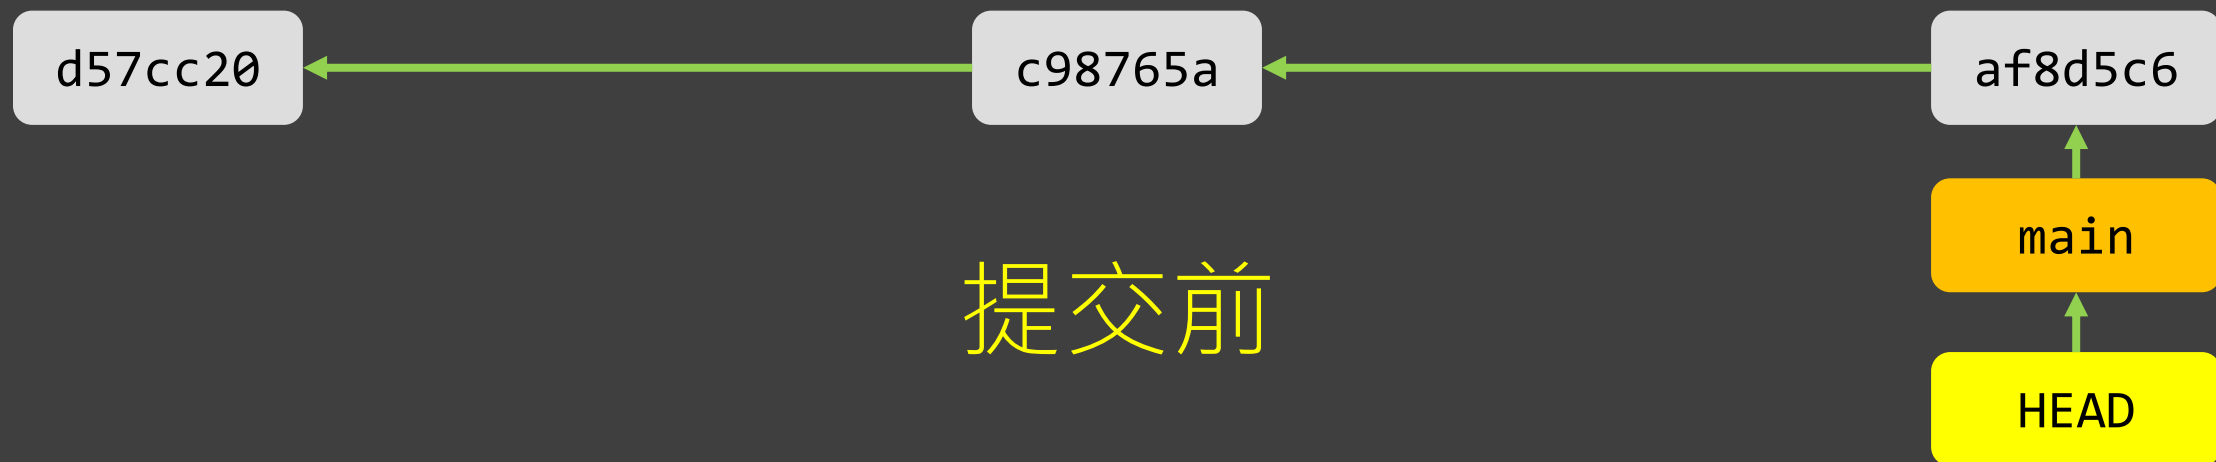 d57cc20
c98765a
af8d5c6
main
提交前
HEAD